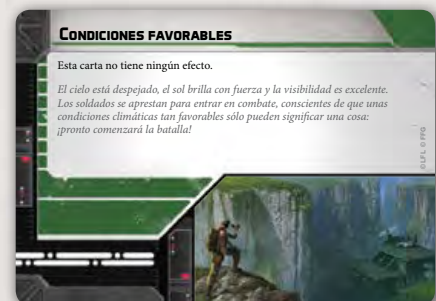 CONDICIONES FAVORABLES
Esta carta no tiene ningún efecto.
El cielo está despejado, el sol brilla con fuerza y la visibilidad es excelente.
Los soldados se aprestan para entrar en combate, conscientes de que unas
condiciones climáticas tan favorables sólo pueden significar una cosa:
¡pronto comenzará la batalla!
©LFL ©FFG